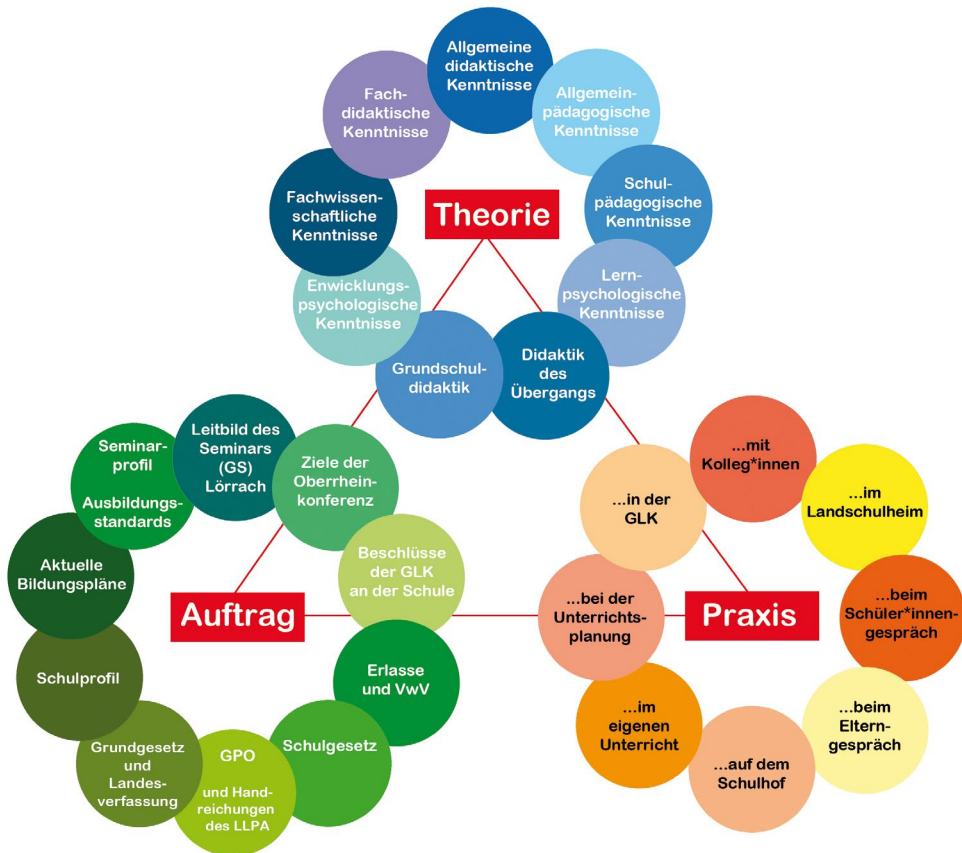 Allgemeine
didaktische
Kenntnisse
Allgemein-
pädagogische
Kenntnisse
Schul-
pädagogische
Kenntnisse
Lern-
psychologische
Kenntnisse
Didaktik
des
Übergangs
Grundschul-
didaktik
Enwicklungs-
psychologische
Kenntnisse
Fachwissen-
schaftliche
Kenntnisse
Fach-
didaktische
Kenntnisse
Theorie
Leitbild des
Seminars
(GS)
Lörrach
Ziele der
Oberrhein-
konferenz
Beschlüsse
der GLK
an der Schule
Erlasse
und VwV
Schulgesetz
GPO
und Hand-
reichungen
des LLPA
Grundgesetz
und
Landes-
verfassung
Schulprofil
Aktuelle
Bildungspläne
Seminar-
profil
Ausbildungs-
standards
Auftrag
...mit
Kolleg*innen
...im
Landschulheim
...beim
Schüler*innen-
gespräch
...beim
Eltern-
gespräch
...auf dem
Schulhof
...im
eigenen
Unterricht
...bei der
Unterrichts-
planung
...in der
GLK
Praxis